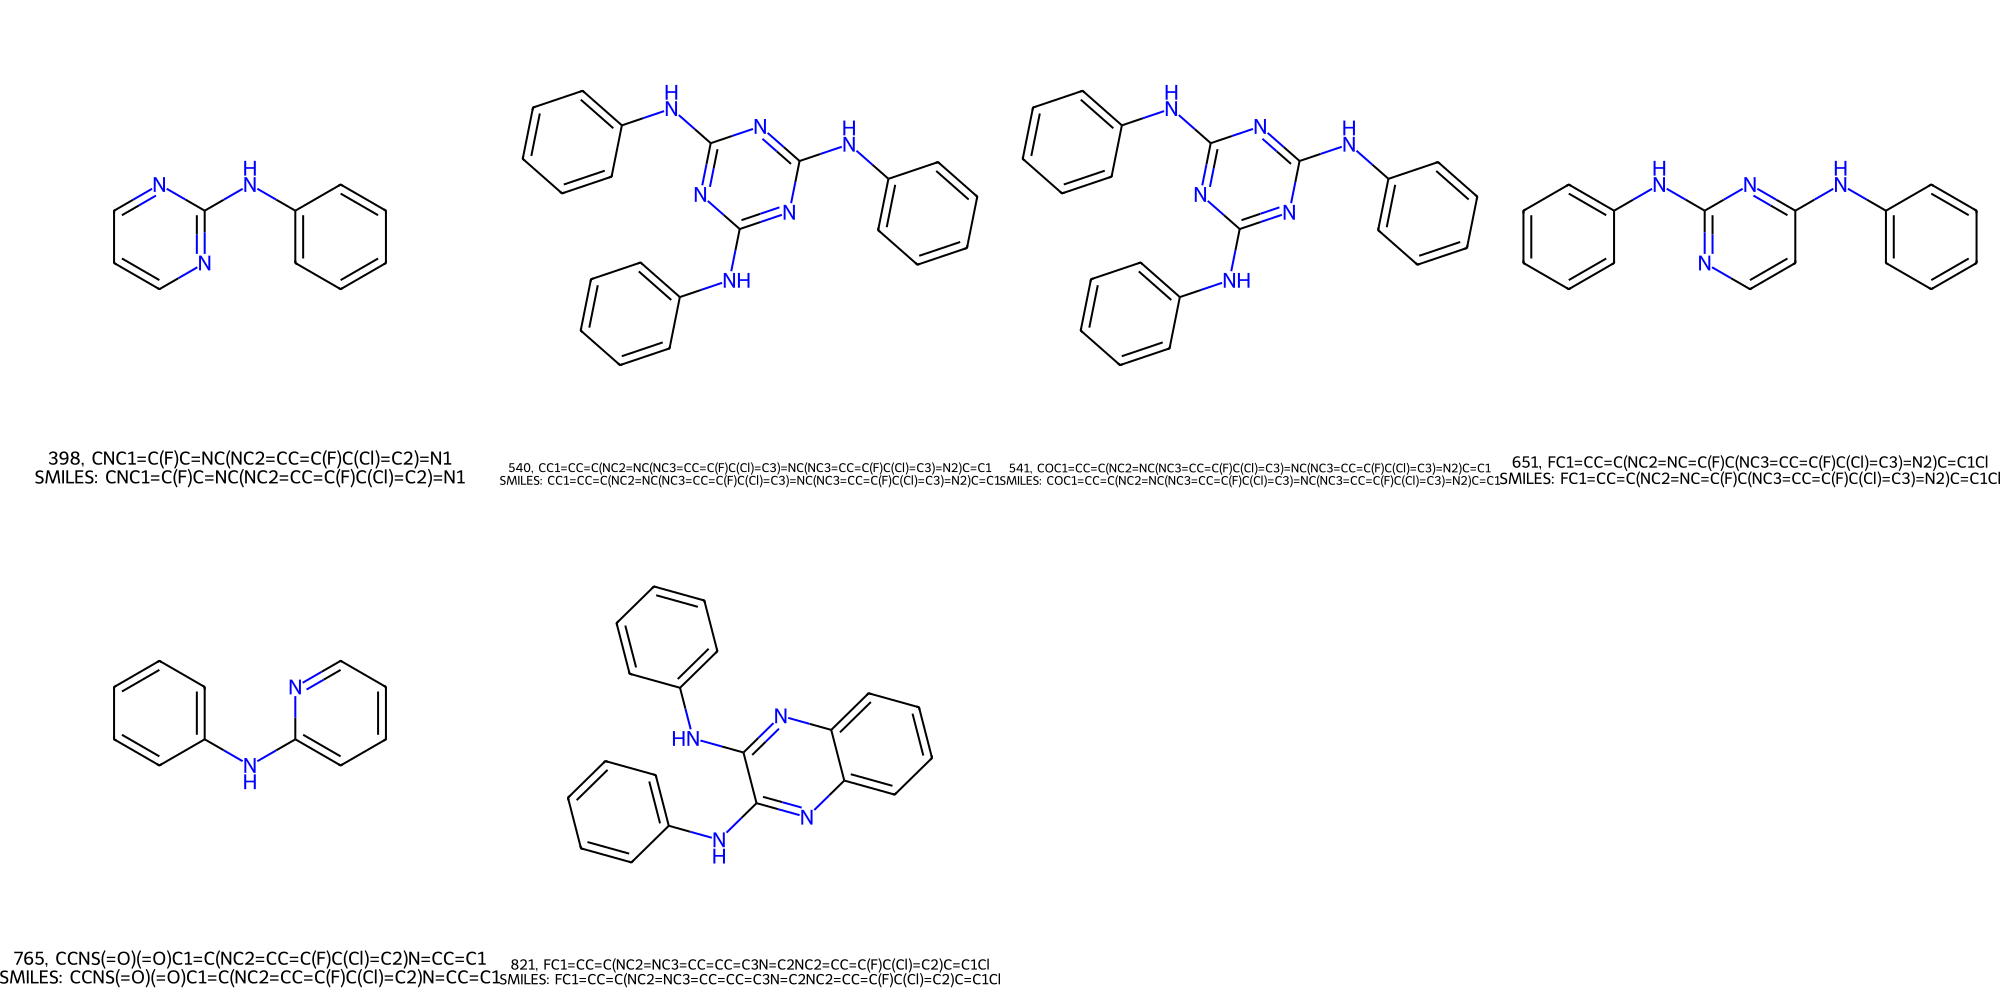 H
N
N
N
H
N
N
N
N
H
N
NH
H
N
N
N
N
H
N
NH
H
N
N
N
H
N
398, CNC1=C(F)C=NC(NC2=CC=C(F)C(Cl)=C2)=N1
SMILES: CNC1=C(F)C=NC(NC2=CC=C(F)C(Cl)=C2)=N1
540, CC1=CC=C(NC2=NC(NC3=CC=C(F)C(Cl)=C3)=NC(NC3=CC=C(F)C(Cl)=C3)=N2)C=C1
SMILES: CC1=CC=C(NC2=NC(NC3=CC=C(F)C(Cl)=C3)=NC(NC3=CC=C(F)C(Cl)=C3)=N2)C=C1
541, COC1=CC=C(NC2=NC(NC3=CC=C(F)C(Cl)=C3)=NC(NC3=CC=C(F)C(Cl)=C3)=N2)C=C1
SMILES: COC1=CC=C(NC2=NC(NC3=CC=C(F)C(Cl)=C3)=NC(NC3=CC=C(F)C(Cl)=C3)=N2)C=C1
651, FC1=CC=C(NC2=NC=C(F)C(NC3=CC=C(F)C(Cl)=C3)=N2)C=C1Cl
SMILES: FC1=CC=C(NC2=NC=C(F)C(NC3=CC=C(F)C(Cl)=C3)=N2)C=C1Cl
N
N
H
HN
N
N
N
H
765, CCNS(=O)(=O)C1=C(NC2=CC=C(F)C(Cl)=C2)N=CC=C1
SMILES: CCNS(=O)(=O)C1=C(NC2=CC=C(F)C(Cl)=C2)N=CC=C1
821, FC1=CC=C(NC2=NC3=CC=CC=C3N=C2NC2=CC=C(F)C(Cl)=C2)C=C1Cl
SMILES: FC1=CC=C(NC2=NC3=CC=CC=C3N=C2NC2=CC=C(F)C(Cl)=C2)C=C1Cl